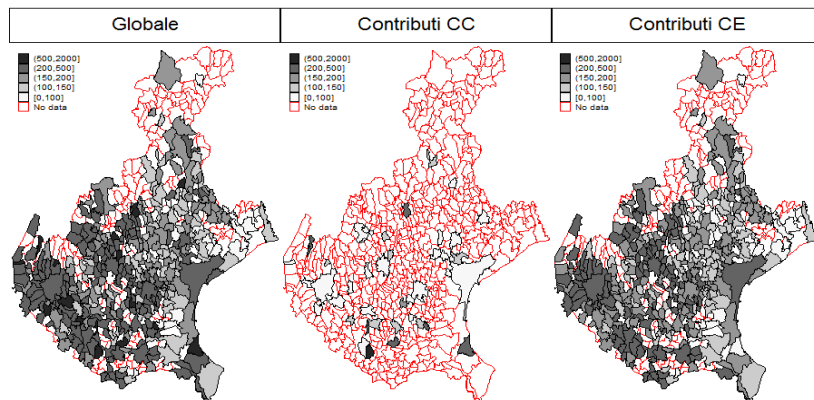 Globale
Contributi CC
Contributi CE
(500,2000]
(200,500]
(150,200]
(100,150]
[0,100]
No data
(500,2000]
(200,500]
(150,200]
(100,150]
[0,100]
No data
(500,2000]
(200,500]
(150,200]
(100,150]
[0,100]
No data